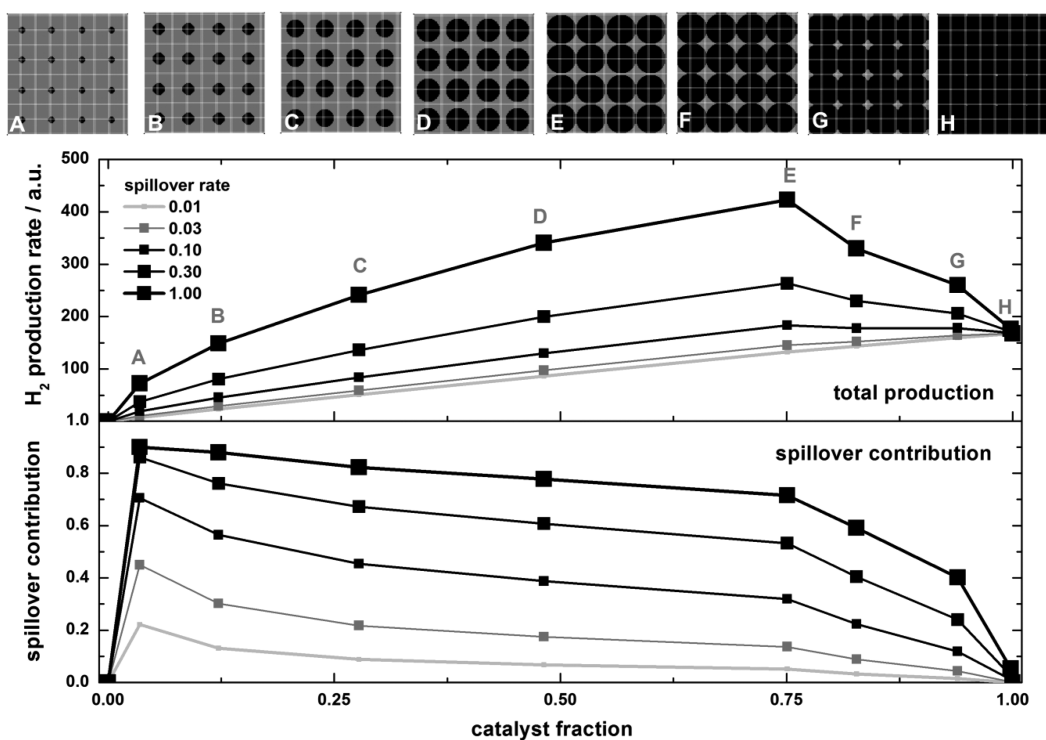 A B C D E F G H
500
400
300
200
100
1.0
H2 production rate / a.u.
spillover rate
0.01
0.03
0.10
0.30
1.00
A
B
C
D
E
F
G
H
total production
0.8
0.6
0.4
0.2
0.0
spillover contribution
spillover contribution
0.00 0.25 0.50 0.75 1.00
catalyst fraction